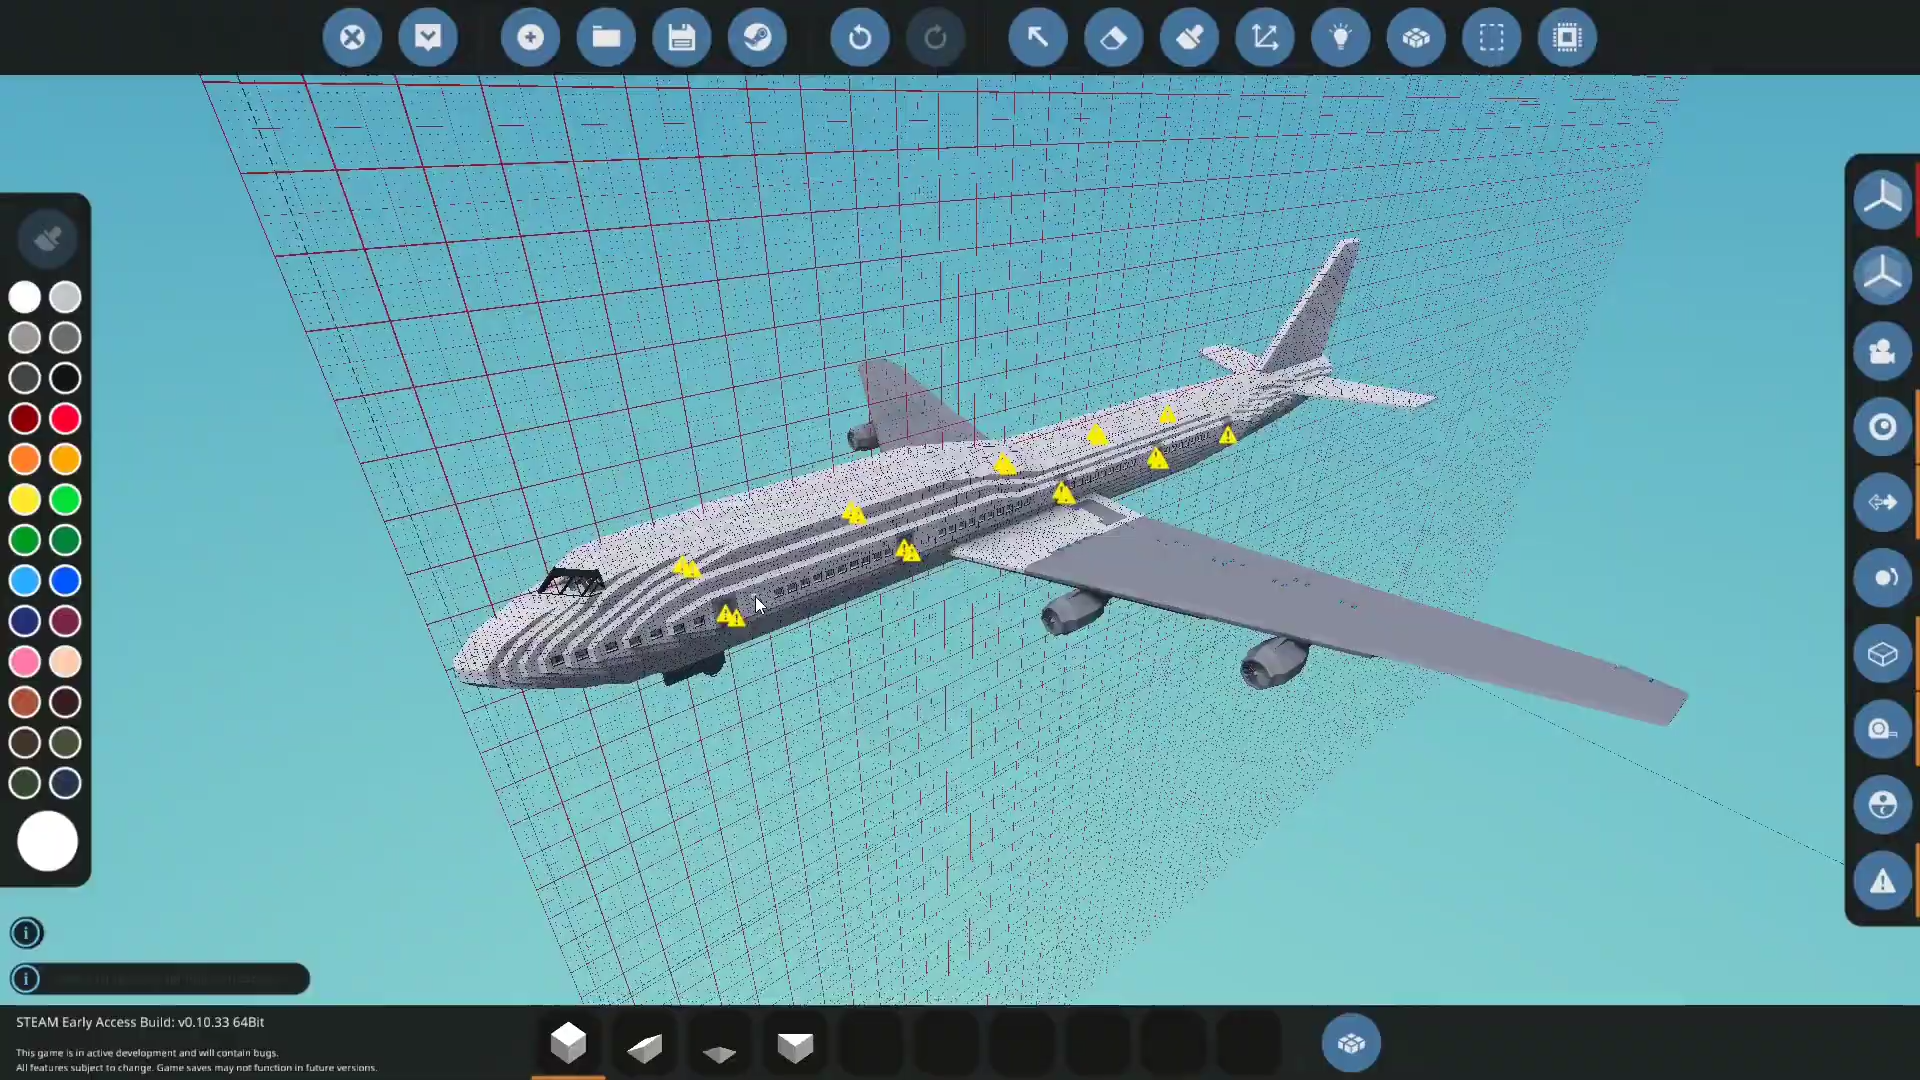 STEAM Early Access Build: v0.10.33 64Bit
This game is in active development and will contain bugs.
All features subject to change. Game saves may not function in future versions.